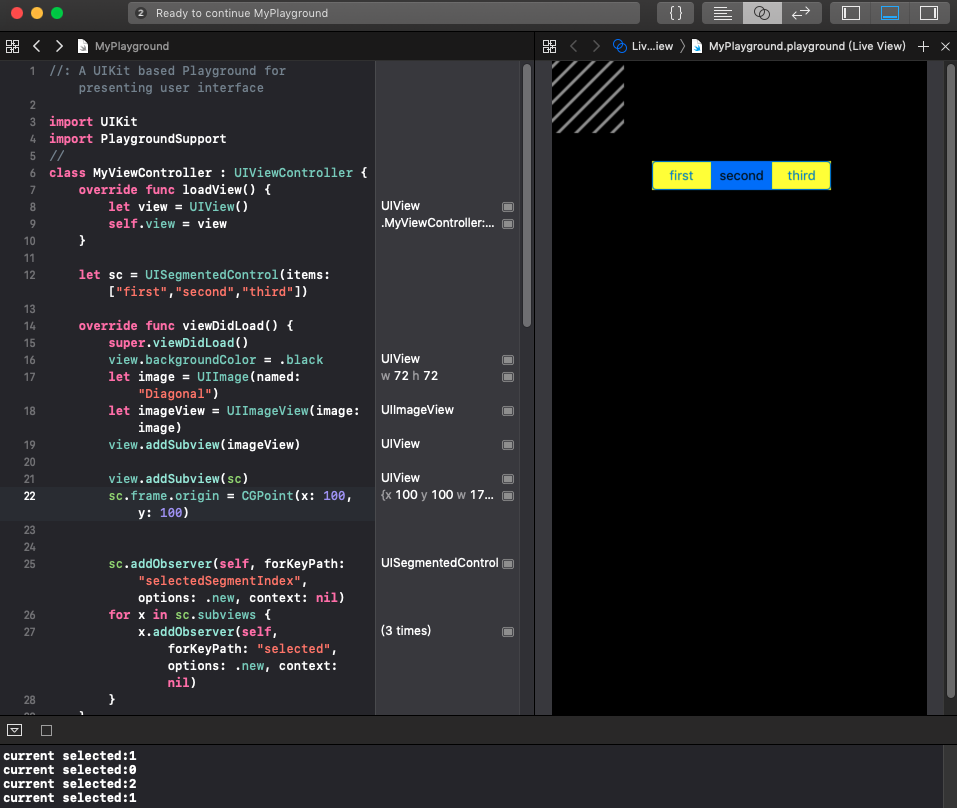 2 Ready to continue MyPlayground
{}
MyPlayground
Liv...iew MyPlayground.playground (Live View)
1 //: A UIKit based Playground for
presenting user interface
2
3 import UIKit
4 import PlaygroundSupport
5 //
6 class MyViewController : UIViewController {
7 override func loadView() {
8 let view = UIView()
UIView
9 self.view = view
.MyViewController:...
10 }
11
12 let sc = UISegmentedControl(items:
["first","second","third"])
13
14 override func viewDidLoad() {
15 super.viewDidLoad()
16 view.backgroundColor = .black
UIView
17 let image = UIImage(named:
w 72 h 72
"Diagonal")
18 let imageView = UIImageView(image:
UIImageView
image)
19 view.addSubview(imageView)
UIView
20
21 view.addSubview(sc)
UIView
22 sc.frame.origin = CGPoint(x: 100,
{x 100 y 100 w 17...
y: 100)
23
24
25 sc.addObserver(self, forKeyPath:
UISegmentedControl
"selectedSegmentIndex",
options: .new, context: nil)
26 for x in sc.subviews {
27 x.addObserver(self,
(3 times)
forKeyPath: "selected",
options: .new, context:
nil)
28 }
first second third
current selected:1
current selected:0
current selected:2
current selected:1